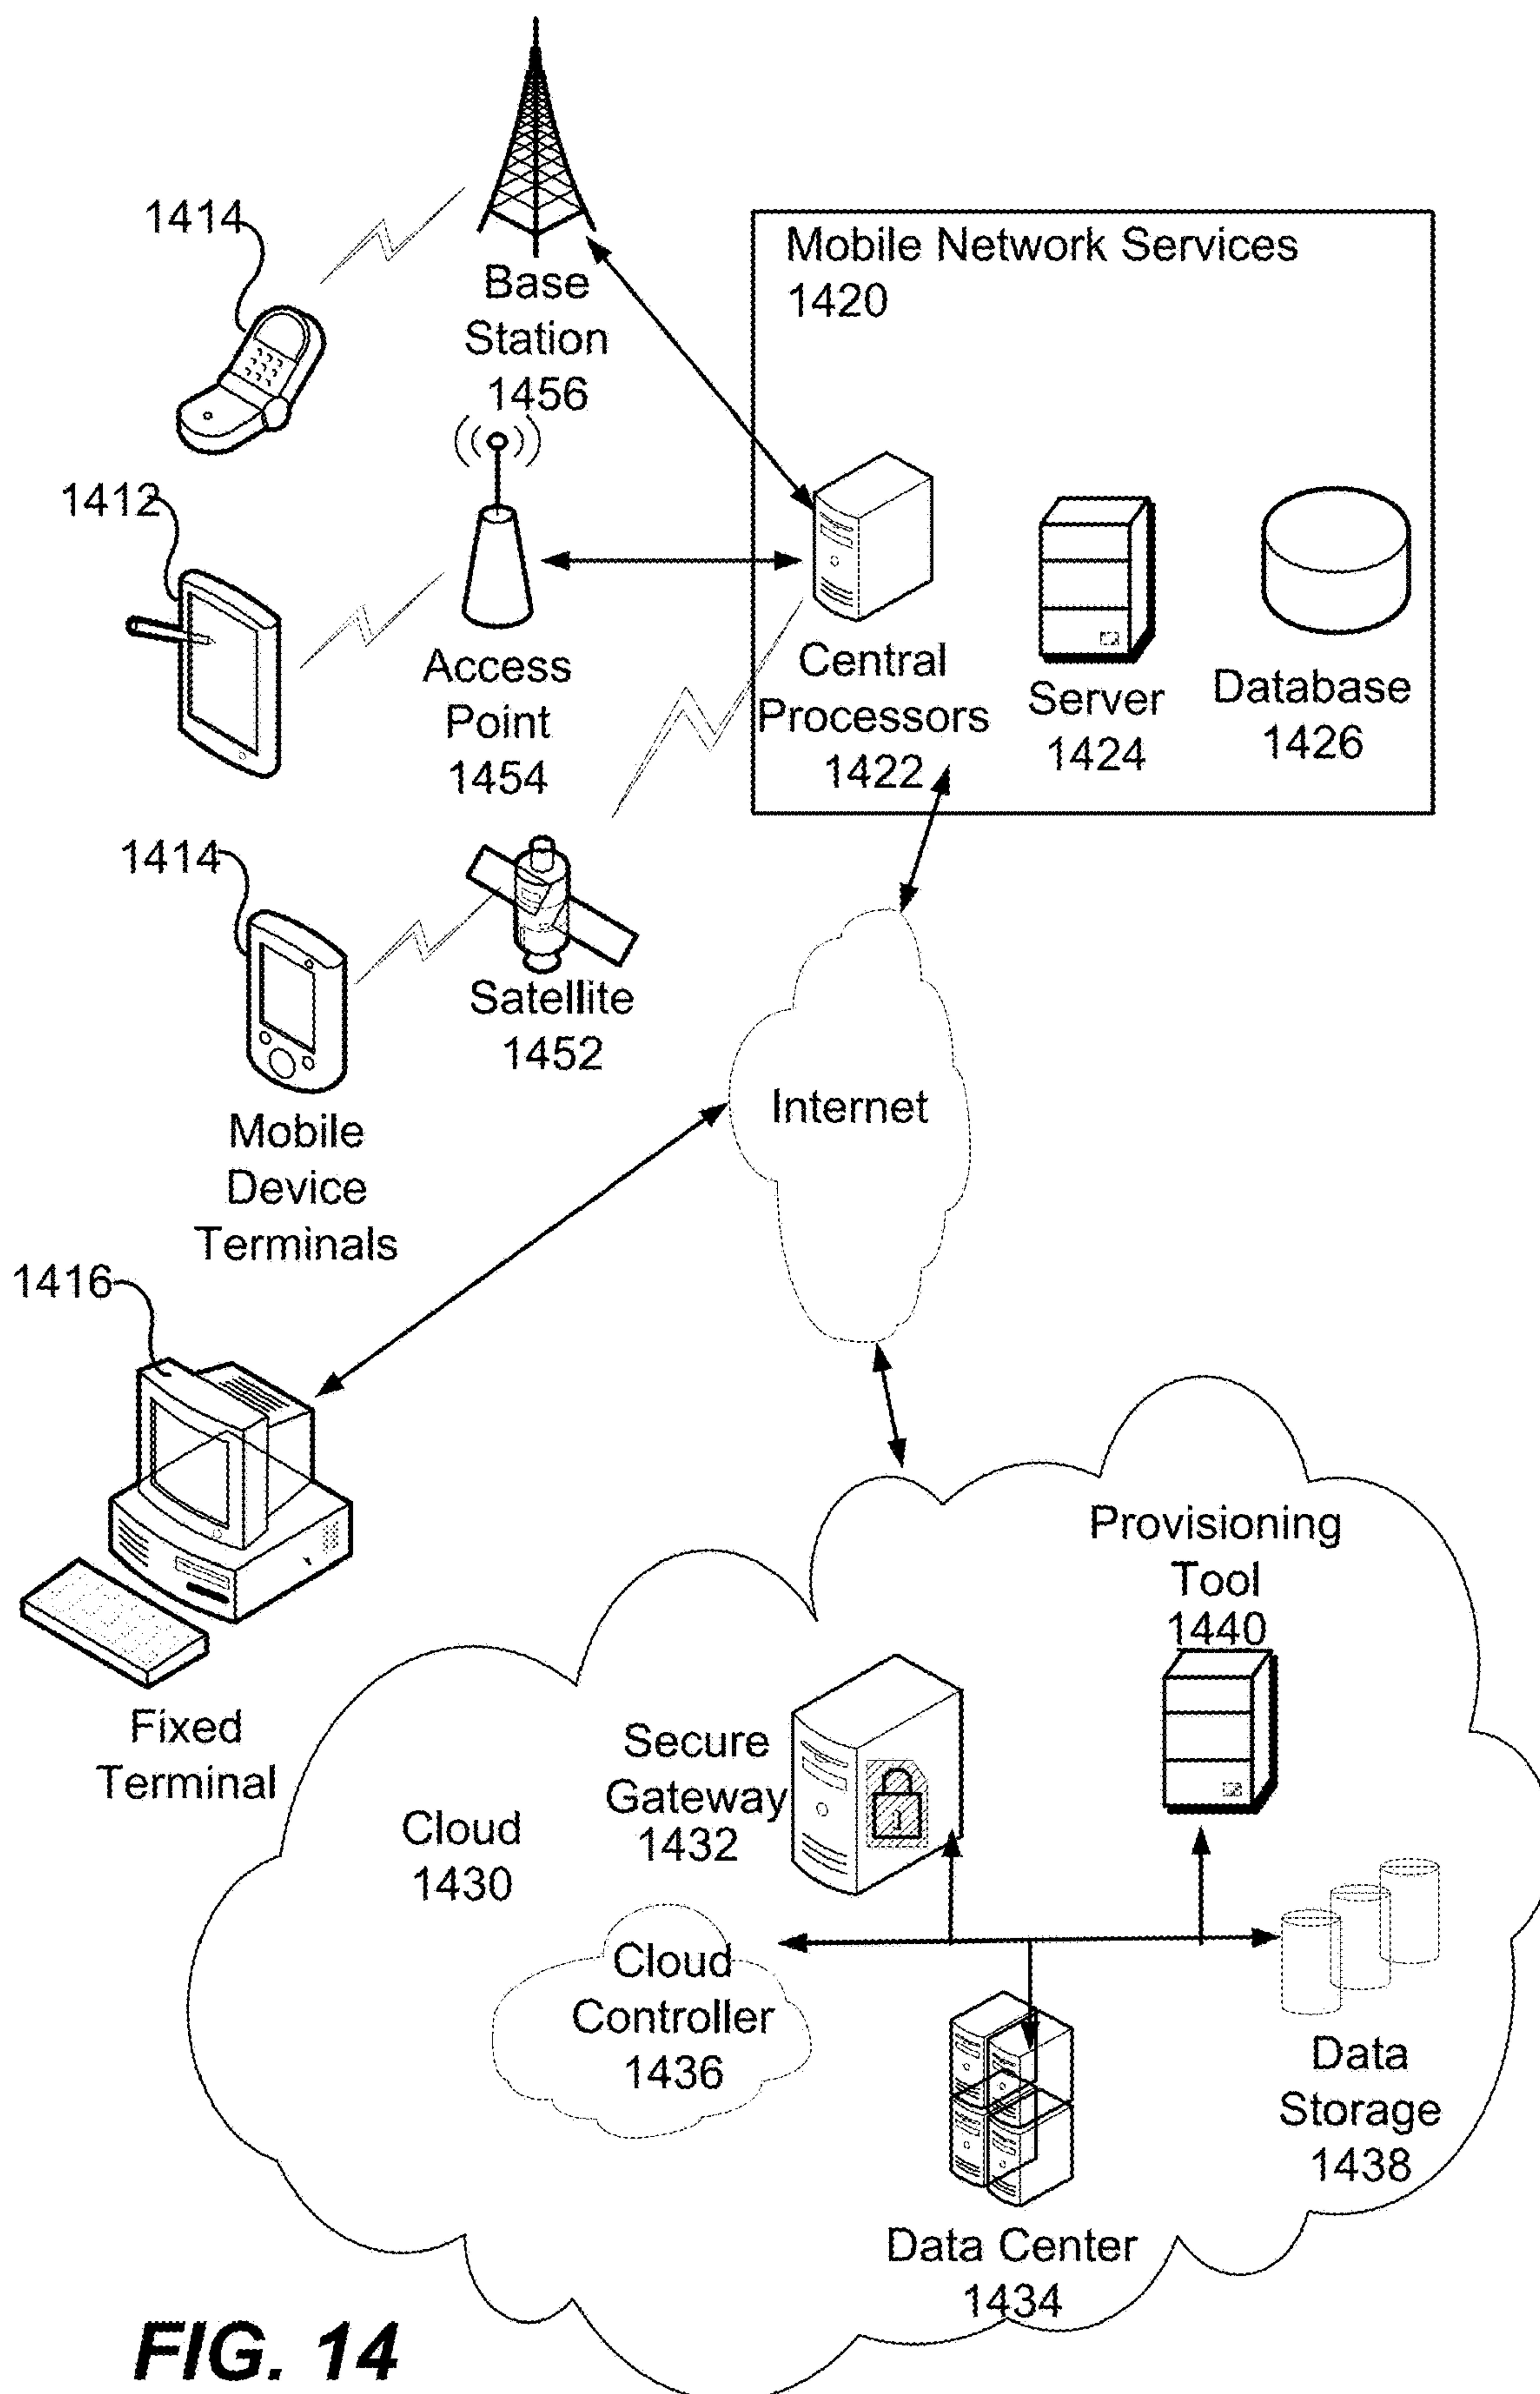 1414
Base
Station
1456
Mobile Network Services
1420
1412
Access
Point
1454
Central
Processors
1422
Server
1424
Database
1426
1414
Satellite
1452
Mobile
Device
Terminals
Internet
1416
Fixed
Terminal
Provisioning
Tool
1440
Secure
Gateway
1432
Cloud
1430
Cloud
Controller
1436
Data
Storage
1438
Data Center
1434
FIG. 14